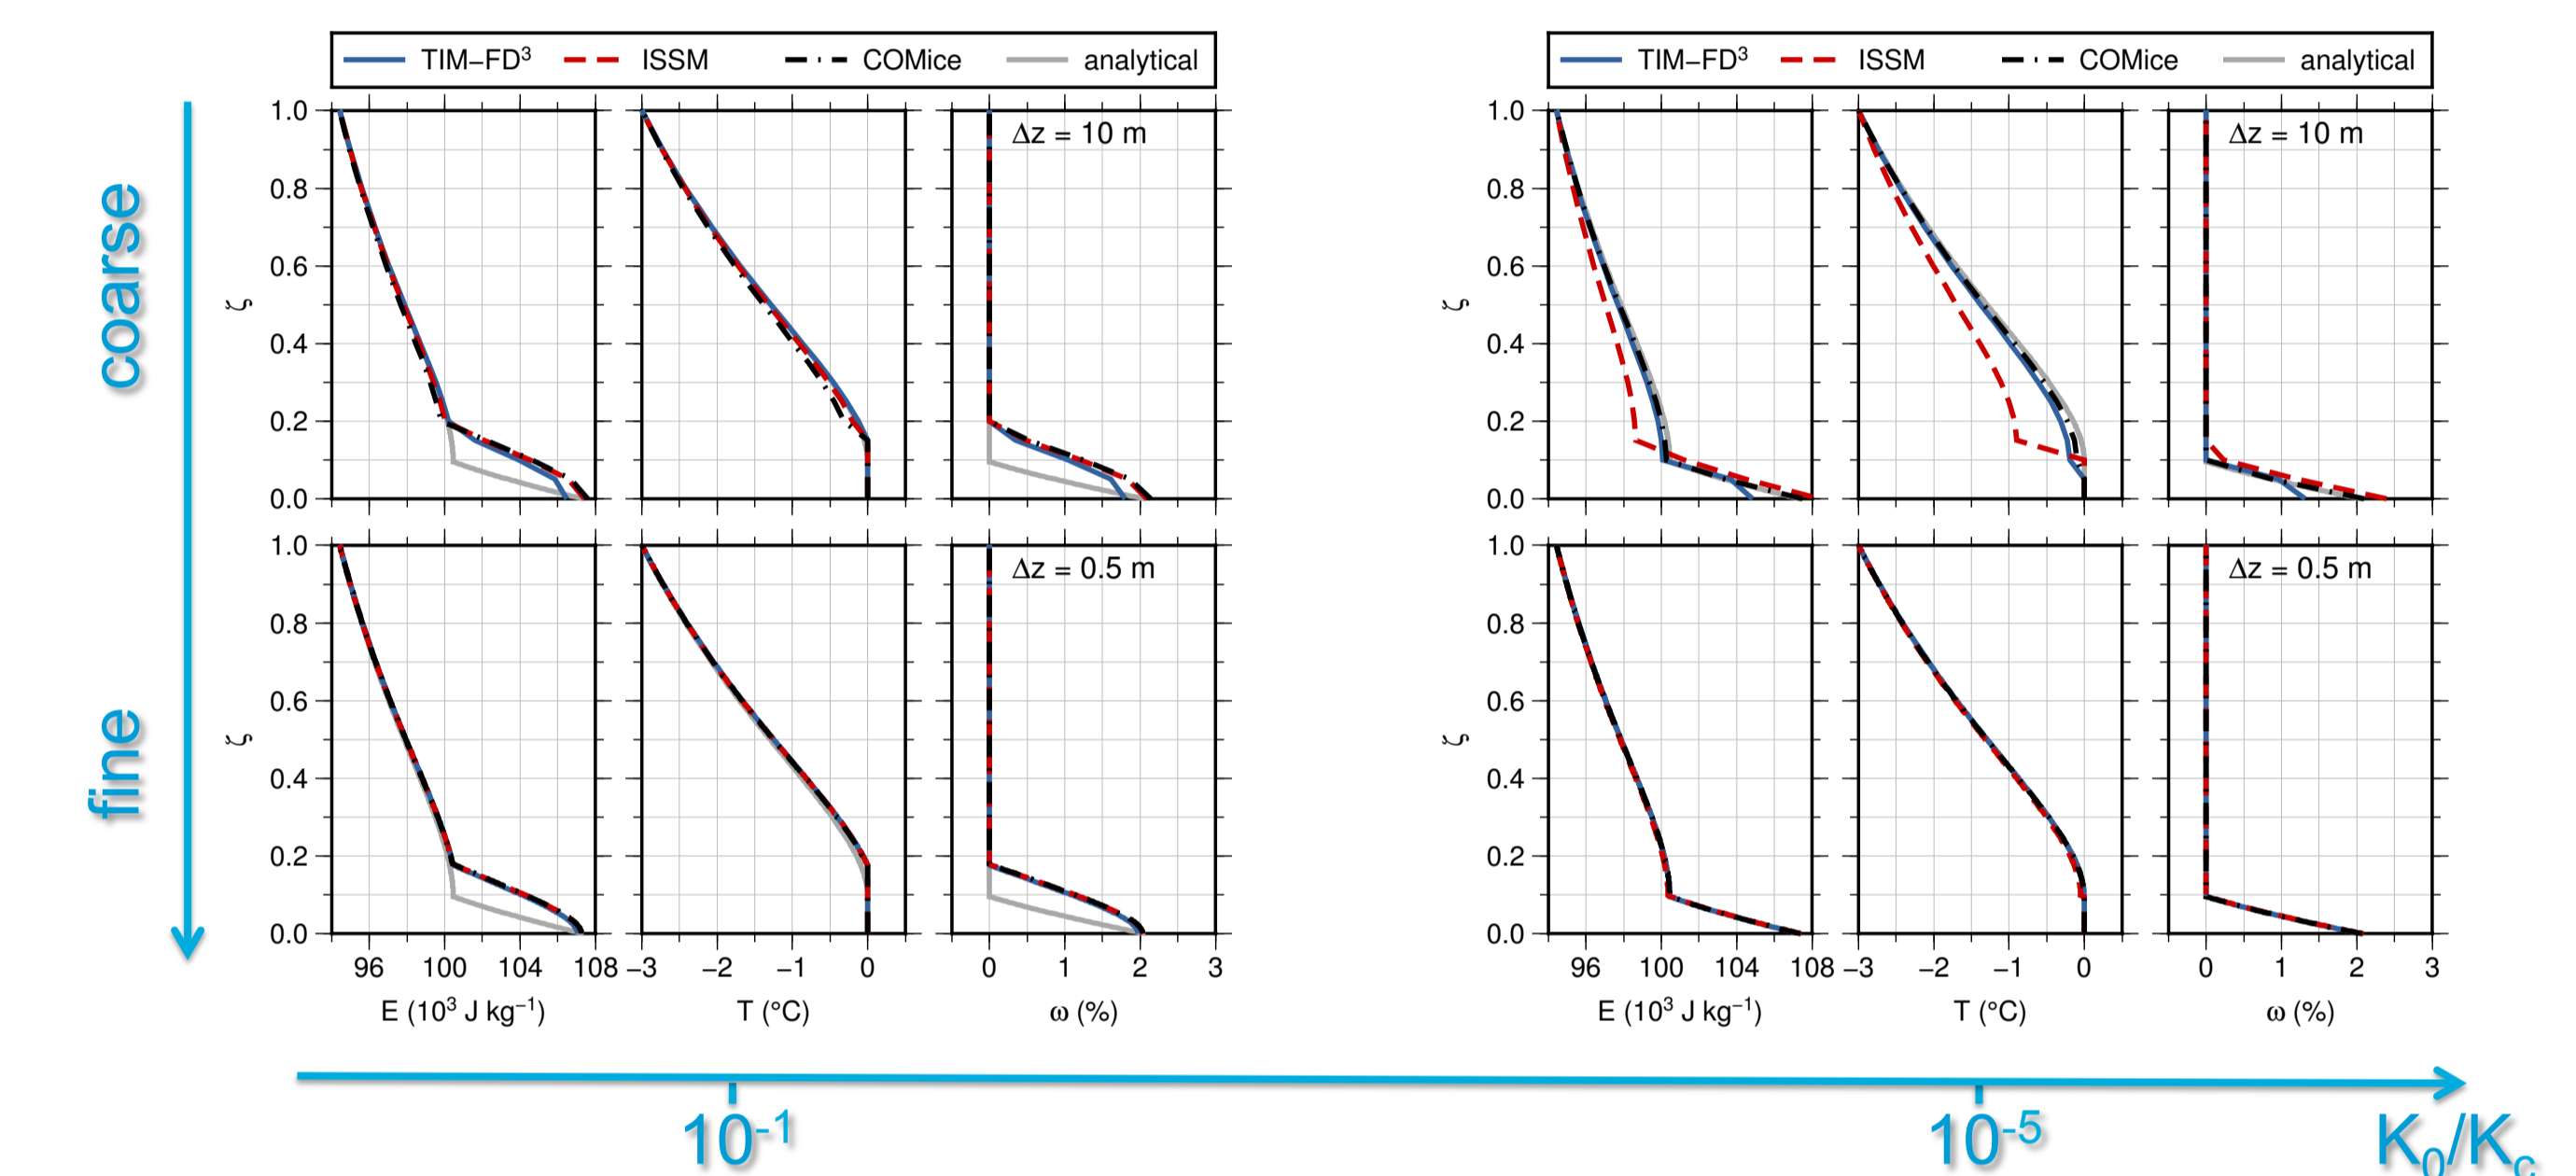 TIM–FD³ ISSM COMice analytical
TIM–FD³ ISSM COMice analytical
coarse
fine
1.0
0.8
0.6
0.4
0.2
0.0
ζ
Δz = 10 m
1.0
0.8
0.6
0.4
0.2
0.0
ζ
Δz = 10 m
1.0
0.8
0.6
0.4
0.2
0.0
ζ
Δz = 0.5 m
96 100 104 108 −3 −2 −1 0 0 1 2 3
E (10³ J kg⁻¹) T (°C) ω (%)
1.0
0.8
0.6
0.4
0.2
0.0
ζ
Δz = 0.5 m
96 100 104 108 −3 −2 −1 0 0 1 2 3
E (10³ J kg⁻¹) T (°C) ω (%)
10⁻¹ 10⁻⁵ K₀/K_c